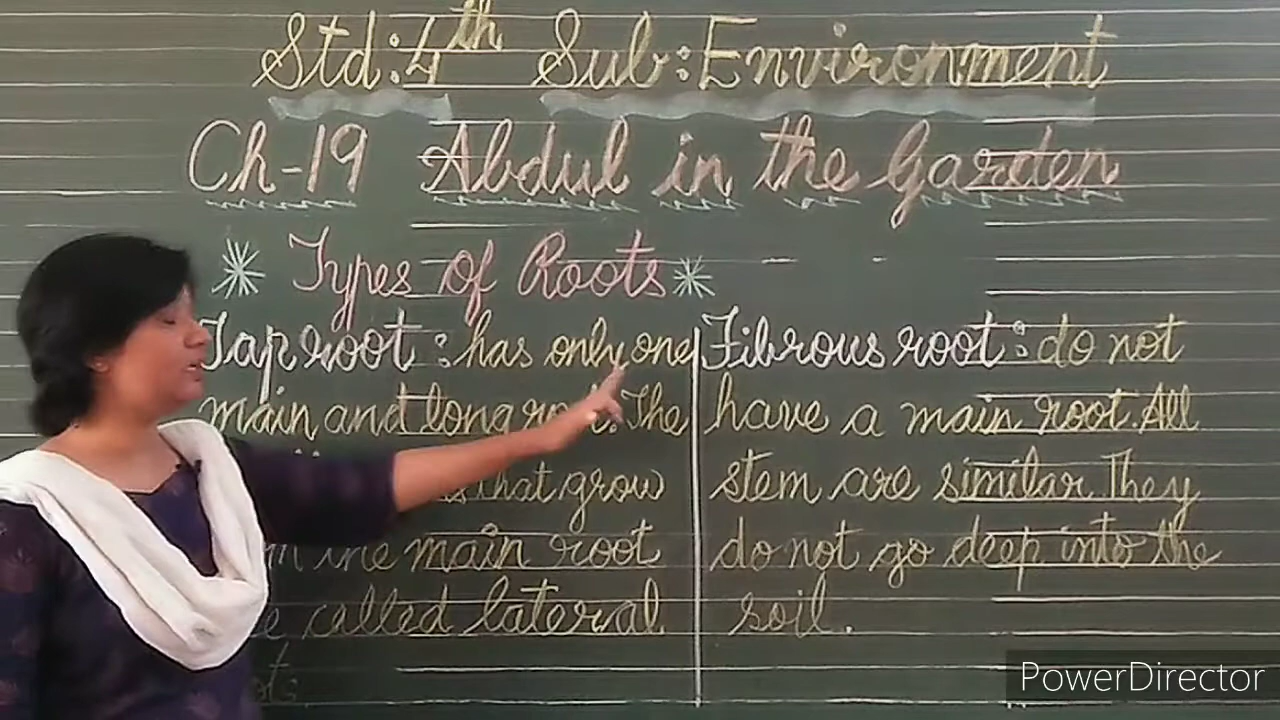 Std:4th Sub:Environment
Ch-19 Abdul in the Garden
* Types of Roots *
Tap root : has only one
main and long The
that grow
the main root
called lateral
Fibrous root : do not
have a main root. All
stem are similar. They
do not go deep into the
soil.
PowerDirector